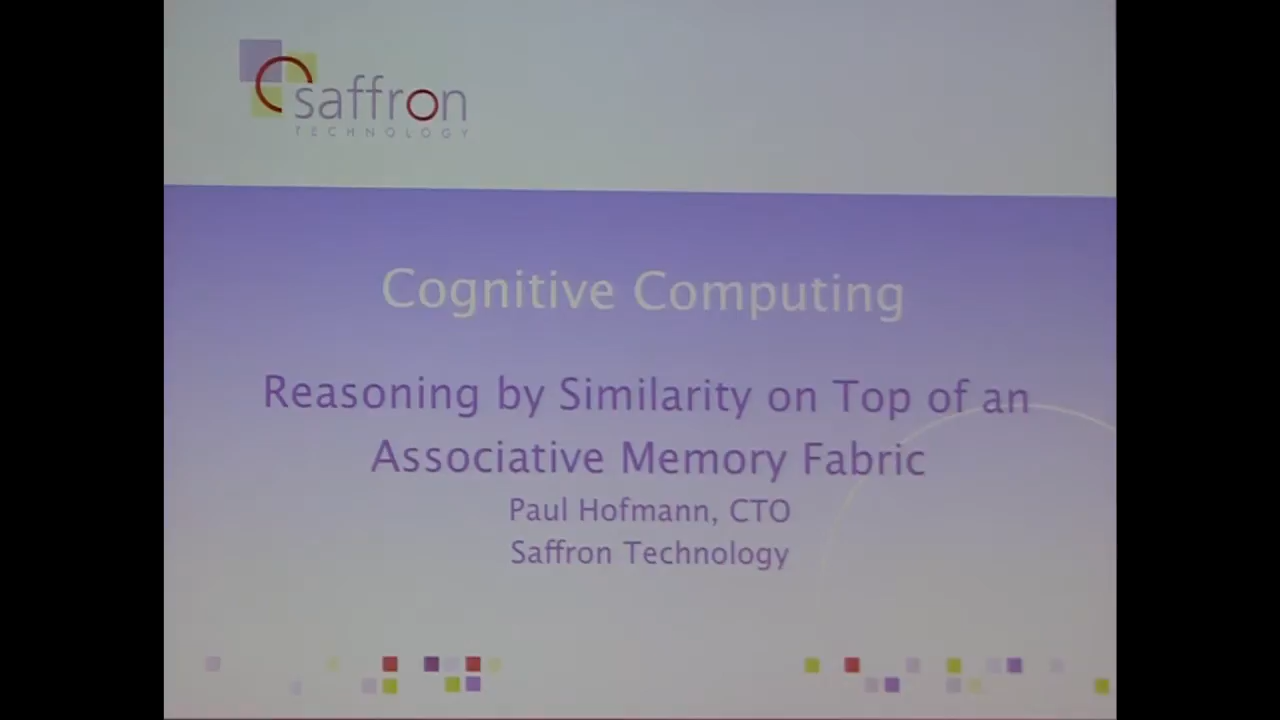 saffron
TECHNOLOGY
Cognitive Computing
Reasoning by Similarity on Top of an
Associative Memory Fabric
Paul Hofmann, CTO
Saffron Technology